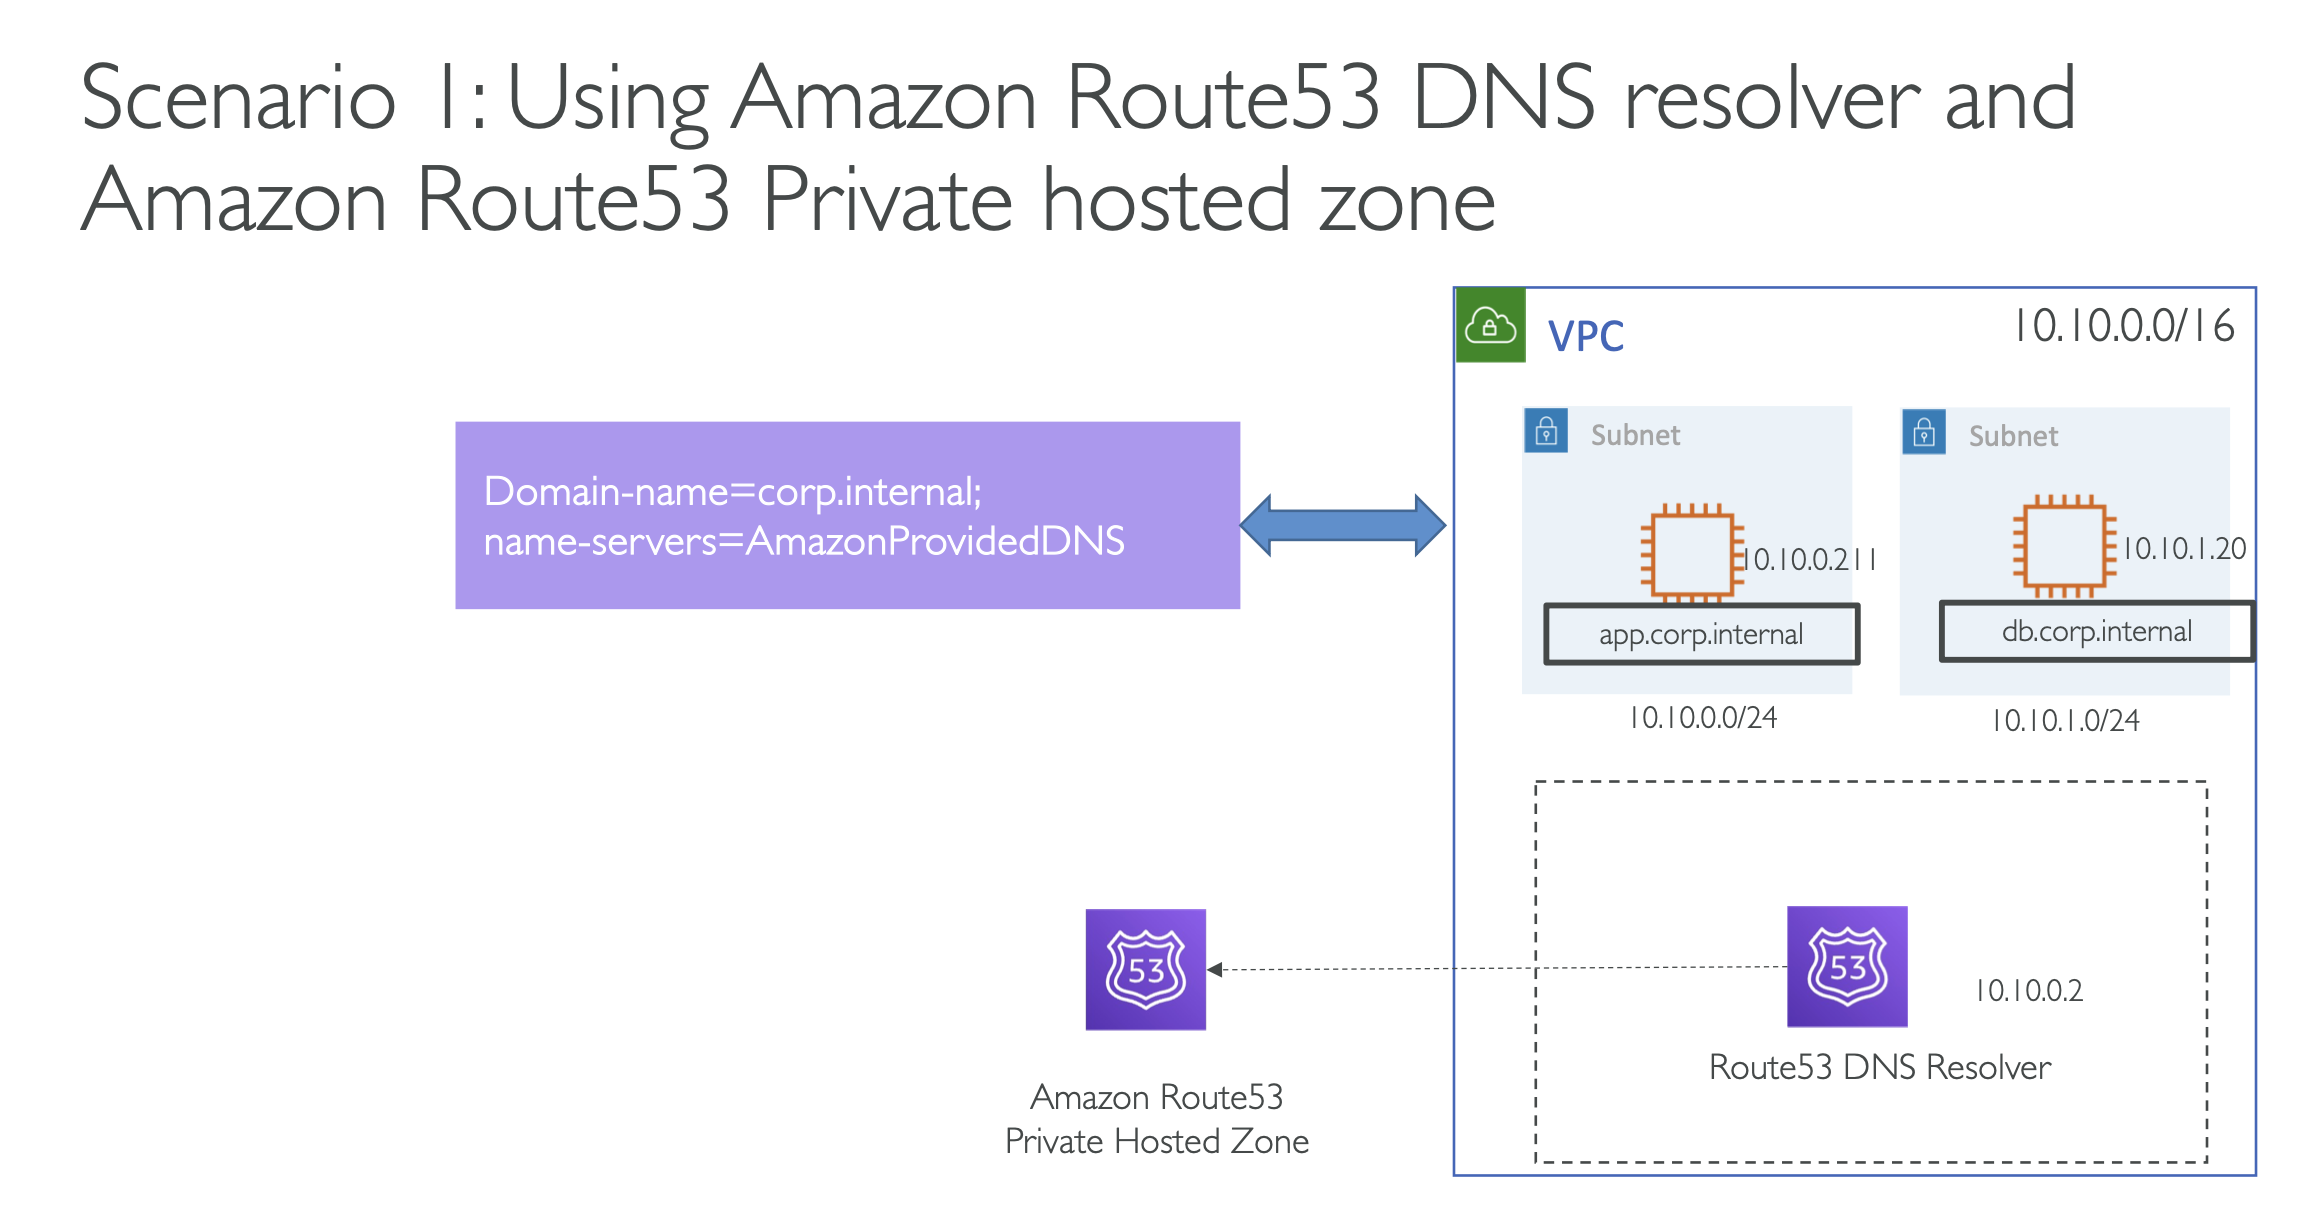 Scenario 1: Using Amazon Route53 DNS resolver and
Amazon Route53 Private hosted zone
VPC
10.10.0.0/16
Domain-name=corp.internal;
name-servers=AmazonProvidedDNS
Subnet
10.10.0.211
app.corp.internal
10.10.0.0/24
Subnet
10.10.1.20
db.corp.internal
10.10.1.0/24
53
Amazon Route53
Private Hosted Zone
53
10.10.0.2
Route53 DNS Resolver